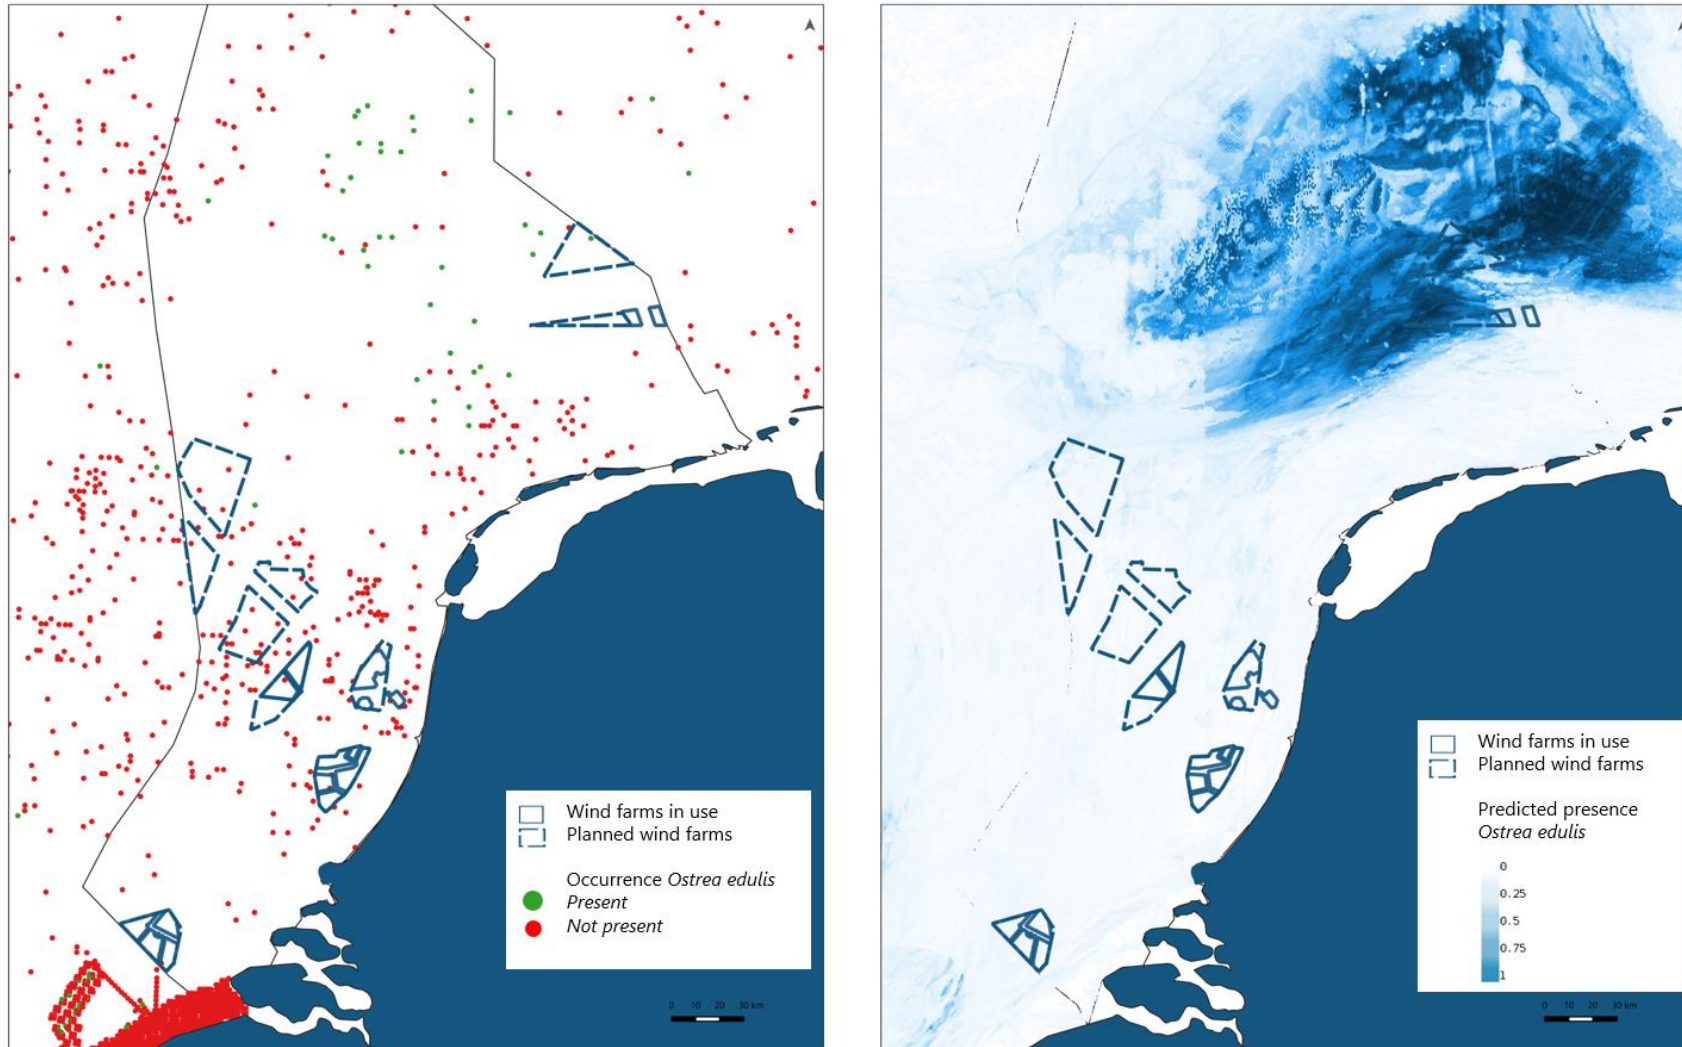 Wind farms in use
Planned wind farms
Occurrence Ostrea edulis
Present
Not present
0 10 20 30 km
Wind farms in use
Planned wind farms
Predicted presence
Ostrea edulis
0
0.25
0.5
0.75
1
0 10 20 30 km